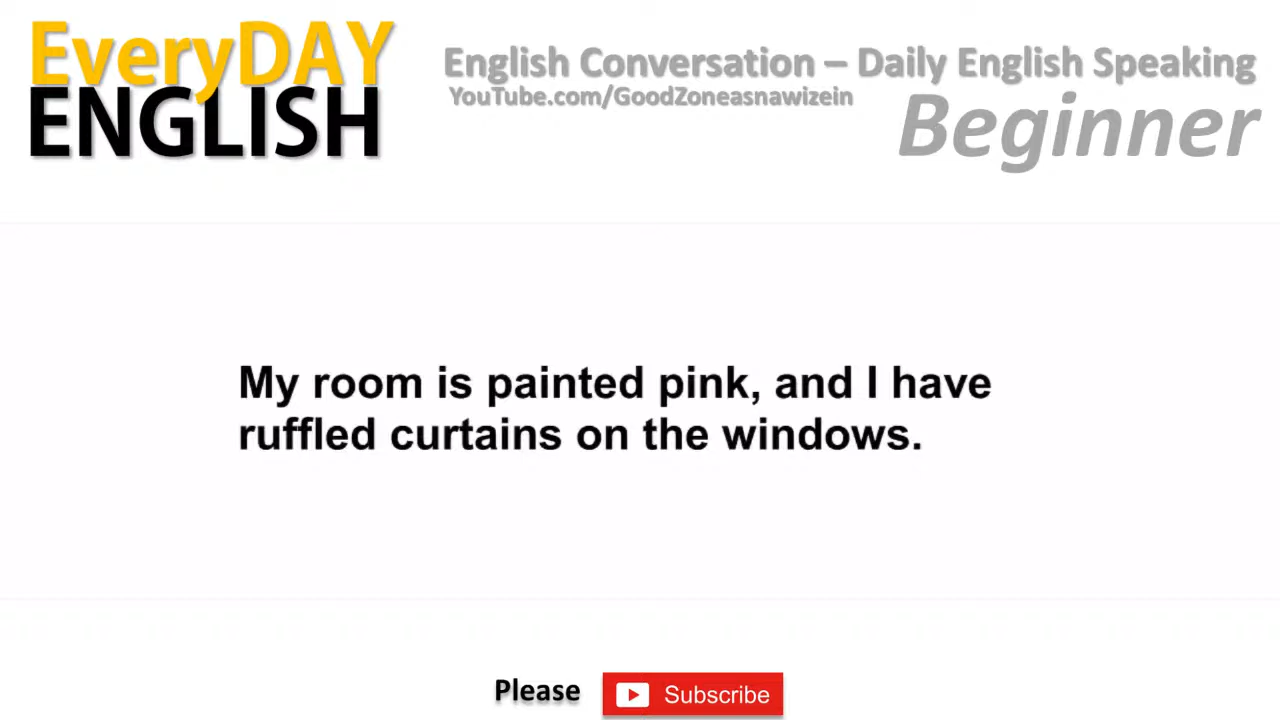 EveryDAY
ENGLISH
English Conversation – Daily English Speaking
YouTube.com/GoodZoneasnawizein
Beginner
My room is painted pink, and I have
ruffled curtains on the windows.
Please Subscribe